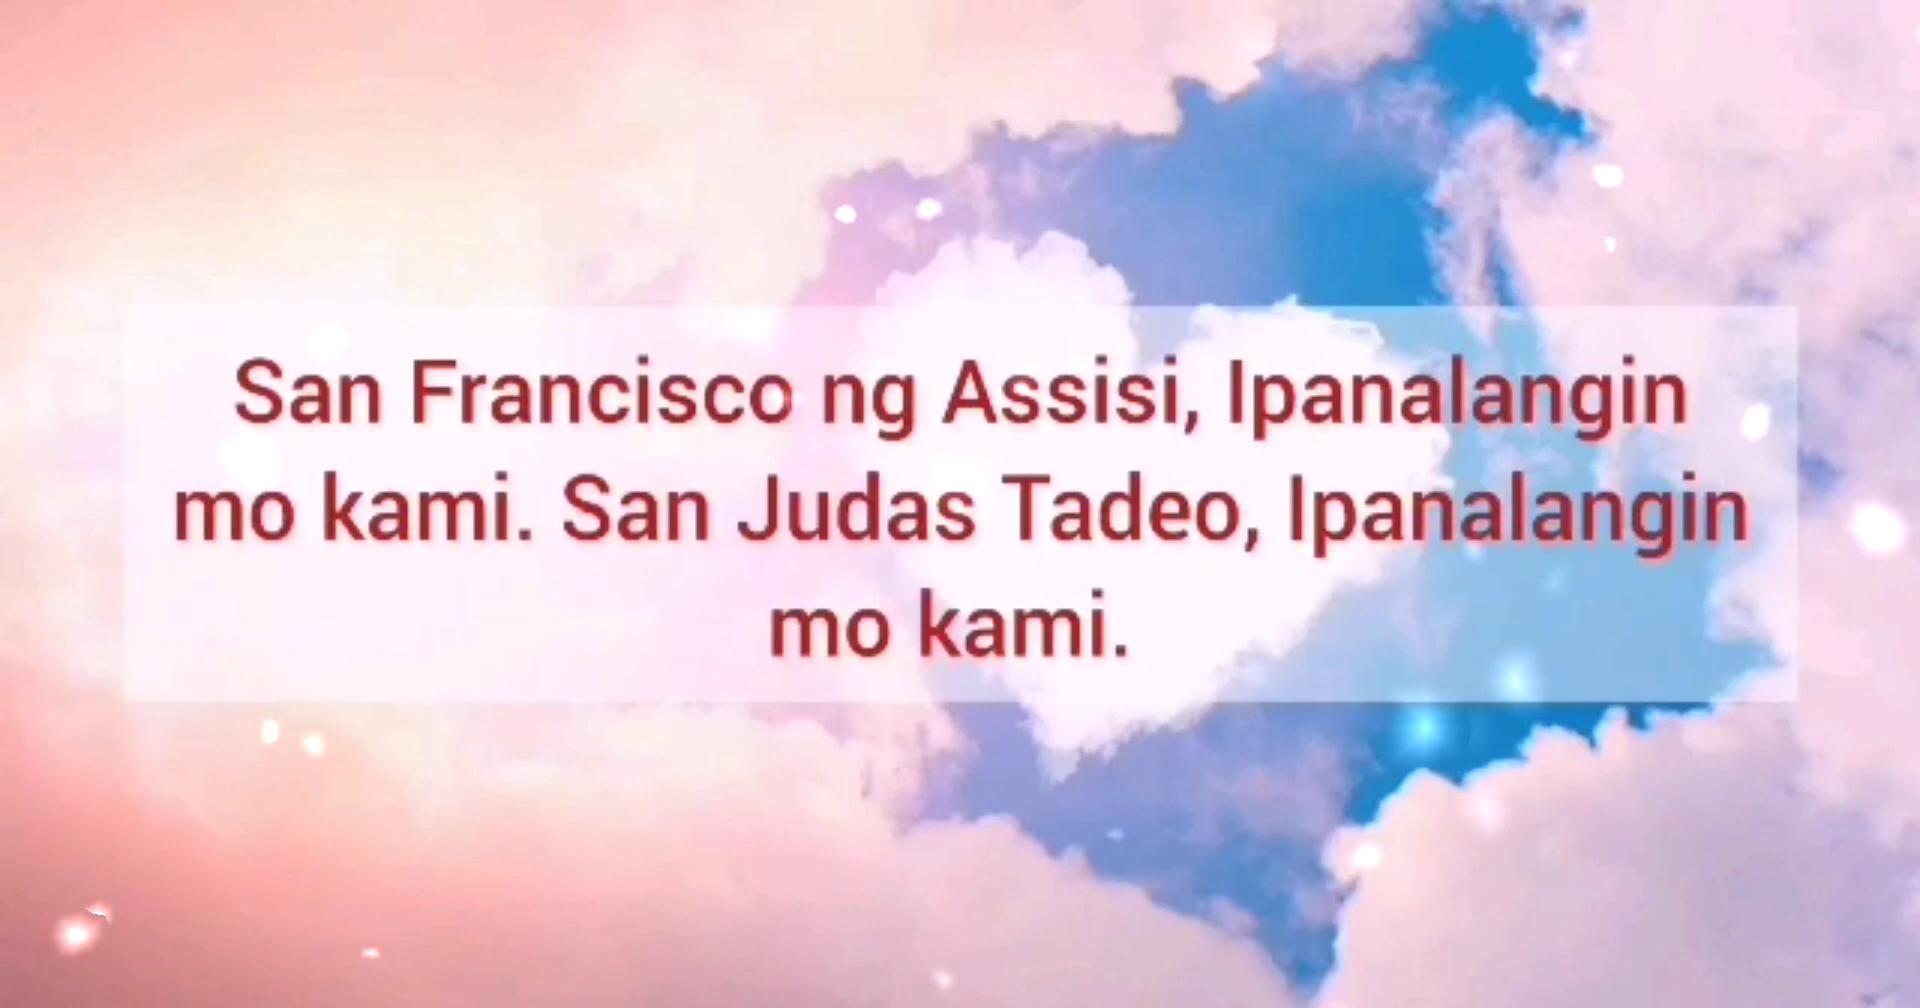 San Francisco ng Assisi, Ipanalangin
mo kami. San Judas Tadeo, Ipanalangin
mo kami.